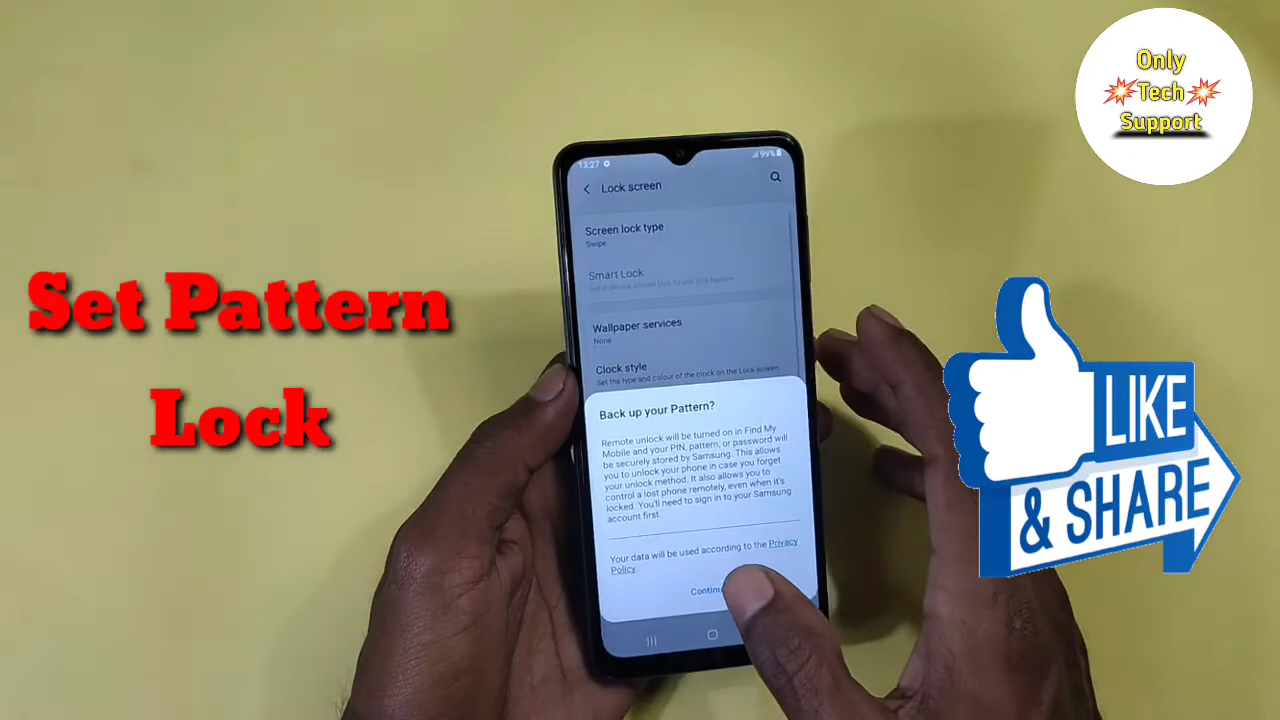 Only
Tech
Support
13:27
99%
Lock screen
Screen lock type
Swipe
Smart Lock
Wallpaper services
None
Clock style
Set the type and colour of the clock on the Lock screen.
Back up your Pattern?
Remote unlock will be turned on in Find My
Mobile and your PIN, pattern, or password will
be securely stored by Samsung. This allows
you to unlock your phone in case you forget
your unlock method. It also allows you to
control a lost phone remotely, even when it's
locked. You'll need to sign in to your Samsung
account first.
Your data will be used according to the Privacy
Policy.
Continu
Set Pattern
Lock
LIKE
& SHARE